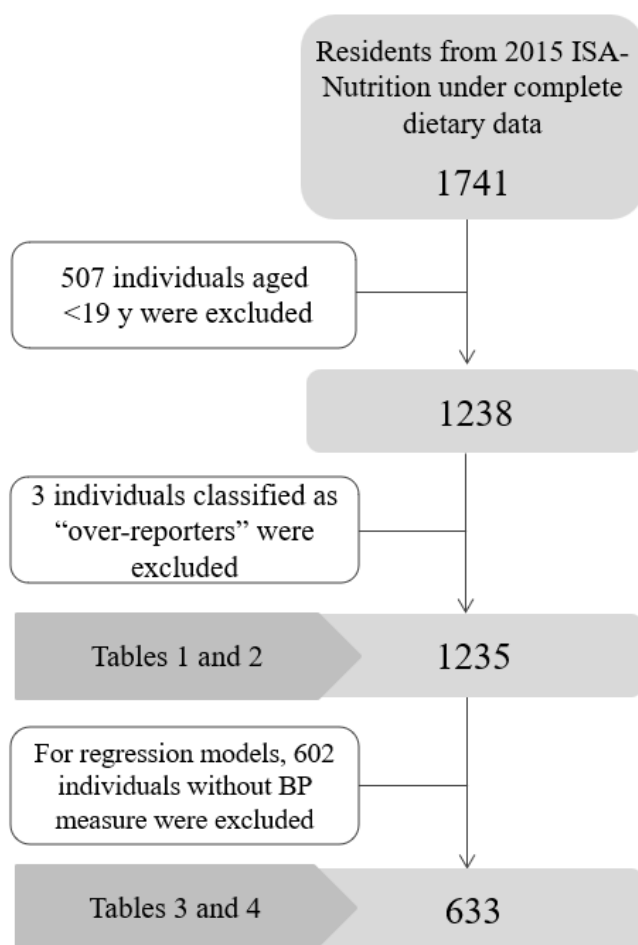 Residents from 2015 ISA-
Nutrition under complete
dietary data
1741
507 individuals aged
<19 y were excluded
1238
3 individuals classified as
“over-reporters” were
excluded
Tables 1 and 2
1235
For regression models, 602
individuals without BP
measure were excluded
Tables 3 and 4
633